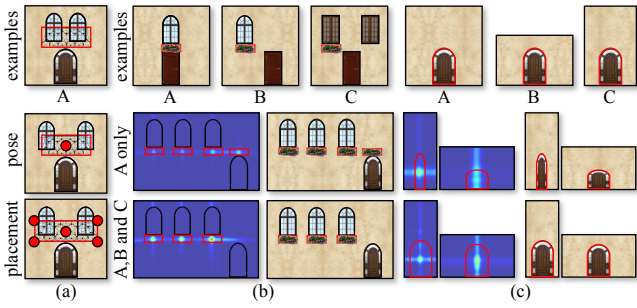 examples
A
examples
A
B
C
A
B
C
pose
A only
placement
A,B and C
(a)
(b)
(c)